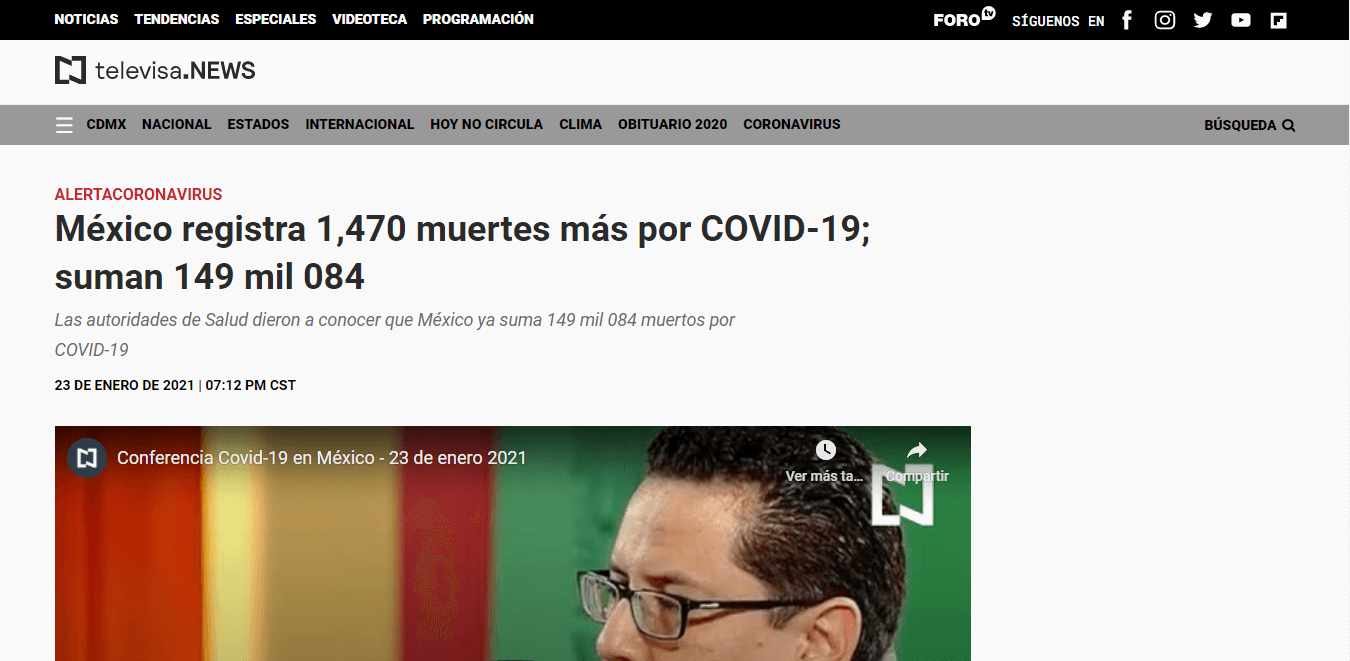 NOTICIAS TENDENCIAS ESPECIALES VIDEOTECA PROGRAMACIÓN FORO tv SÍGUENOS EN
televisa.NEWS
CDMX NACIONAL ESTADOS INTERNACIONAL HOY NO CIRCULA CLIMA OBITUARIO 2020 CORONAVIRUS BÚSQUEDA
ALERTACORONAVIRUS
México registra 1,470 muertes más por COVID-19;
suman 149 mil 084
Las autoridades de Salud dieron a conocer que México ya suma 149 mil 084 muertos por
COVID-19
23 DE ENERO DE 2021 | 07:12 PM CST
Conferencia Covid-19 en México - 23 de enero 2021
Ver más ta... Compartir